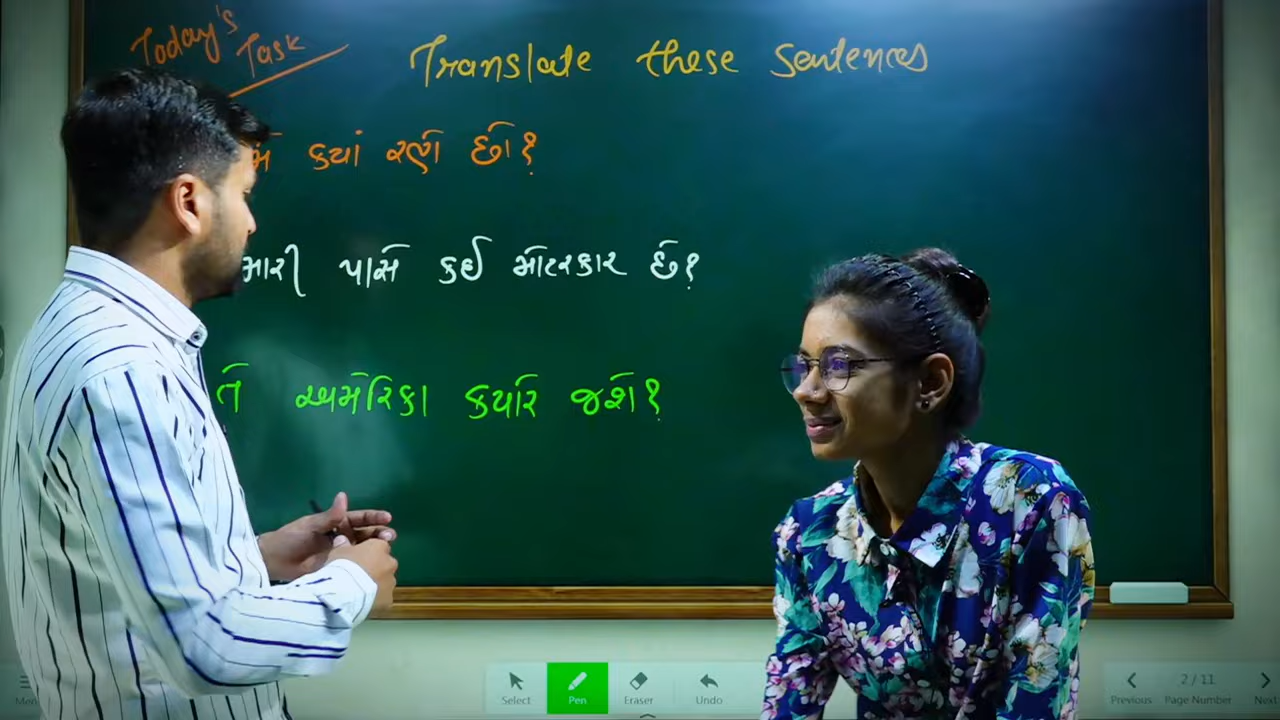 Today's Task
Translate these Sentences
ક્યાં રહો છો?
પાસે કઈ મોટરકાર છે?
તે અમેરિકા ક્યારે જશે?
Select Pen Eraser Undo
2 / 11
Previous Page Number Next